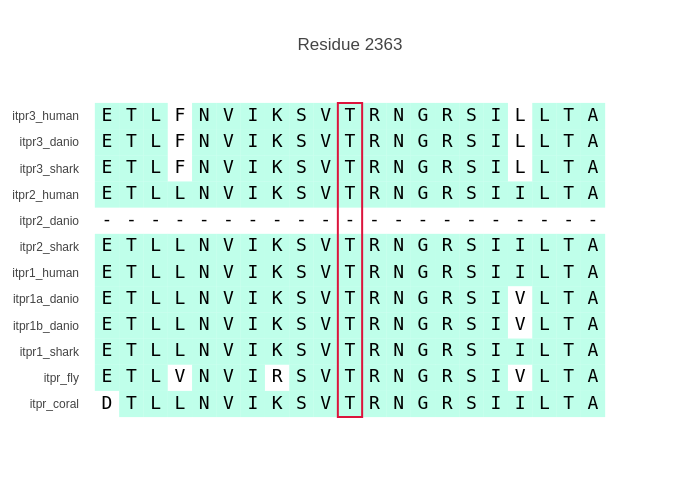 Residue 2363
itpr3_human E T L F N V I K S V T R N G R S I L L T A
itpr3_danio E T L F N V I K S V T R N G R S I L L T A
itpr3_shark E T L F N V I K S V T R N G R S I L L T A
itpr2_human E T L L N V I K S V T R N G R S I I L T A
itpr2_danio - - - - - - - - - - - - - - - - - - - - -
itpr2_shark E T L L N V I K S V T R N G R S I I L T A
itpr1_human E T L L N V I K S V T R N G R S I I L T A
itpr1a_danio E T L L N V I K S V T R N G R S I V L T A
itpr1b_danio E T L L N V I K S V T R N G R S I V L T A
itpr1_shark E T L L N V I K S V T R N G R S I I L T A
itpr_fly E T L V N V I R S V T R N G R S I V L T A
itpr_coral D T L L N V I K S V T R N G R S I I L T A